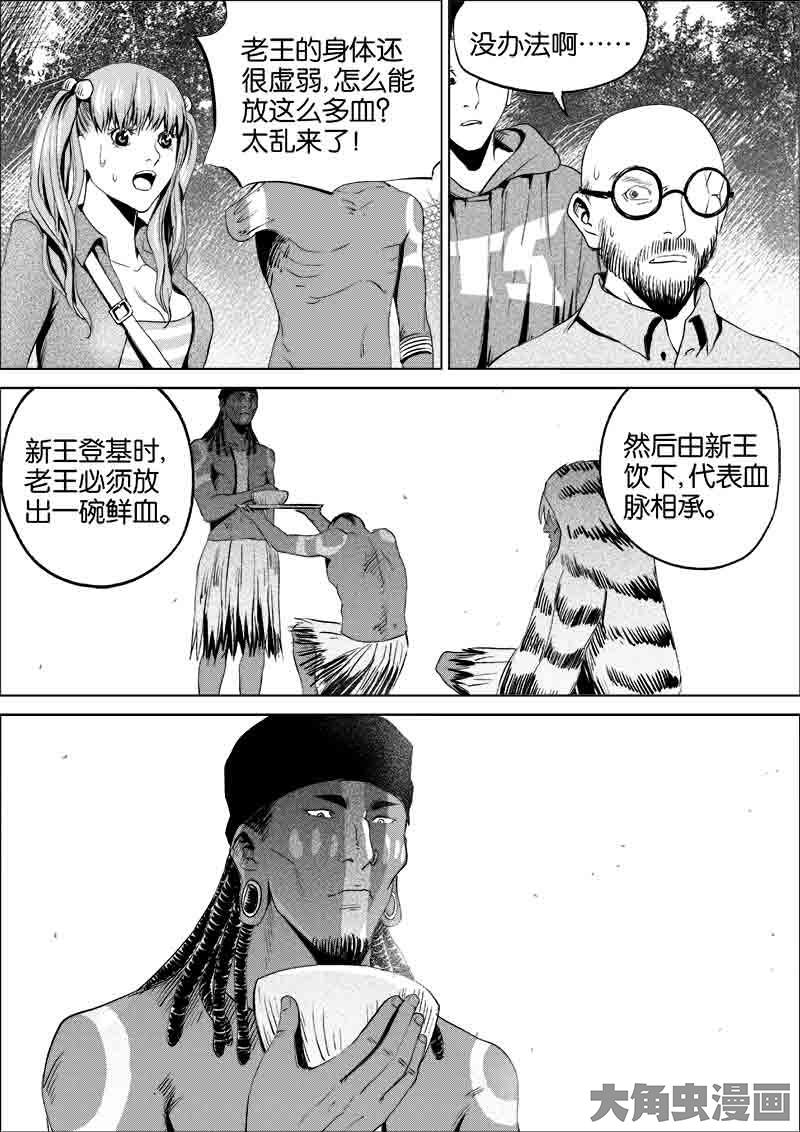 老王的身体还
很虚弱,怎么能
放这么多血?
太乱来了!
没办法啊……
新王登基时,
老王必须放
出一碗鲜血。
然后由新王
饮下,代表血
脉相承。
大角虫漫画